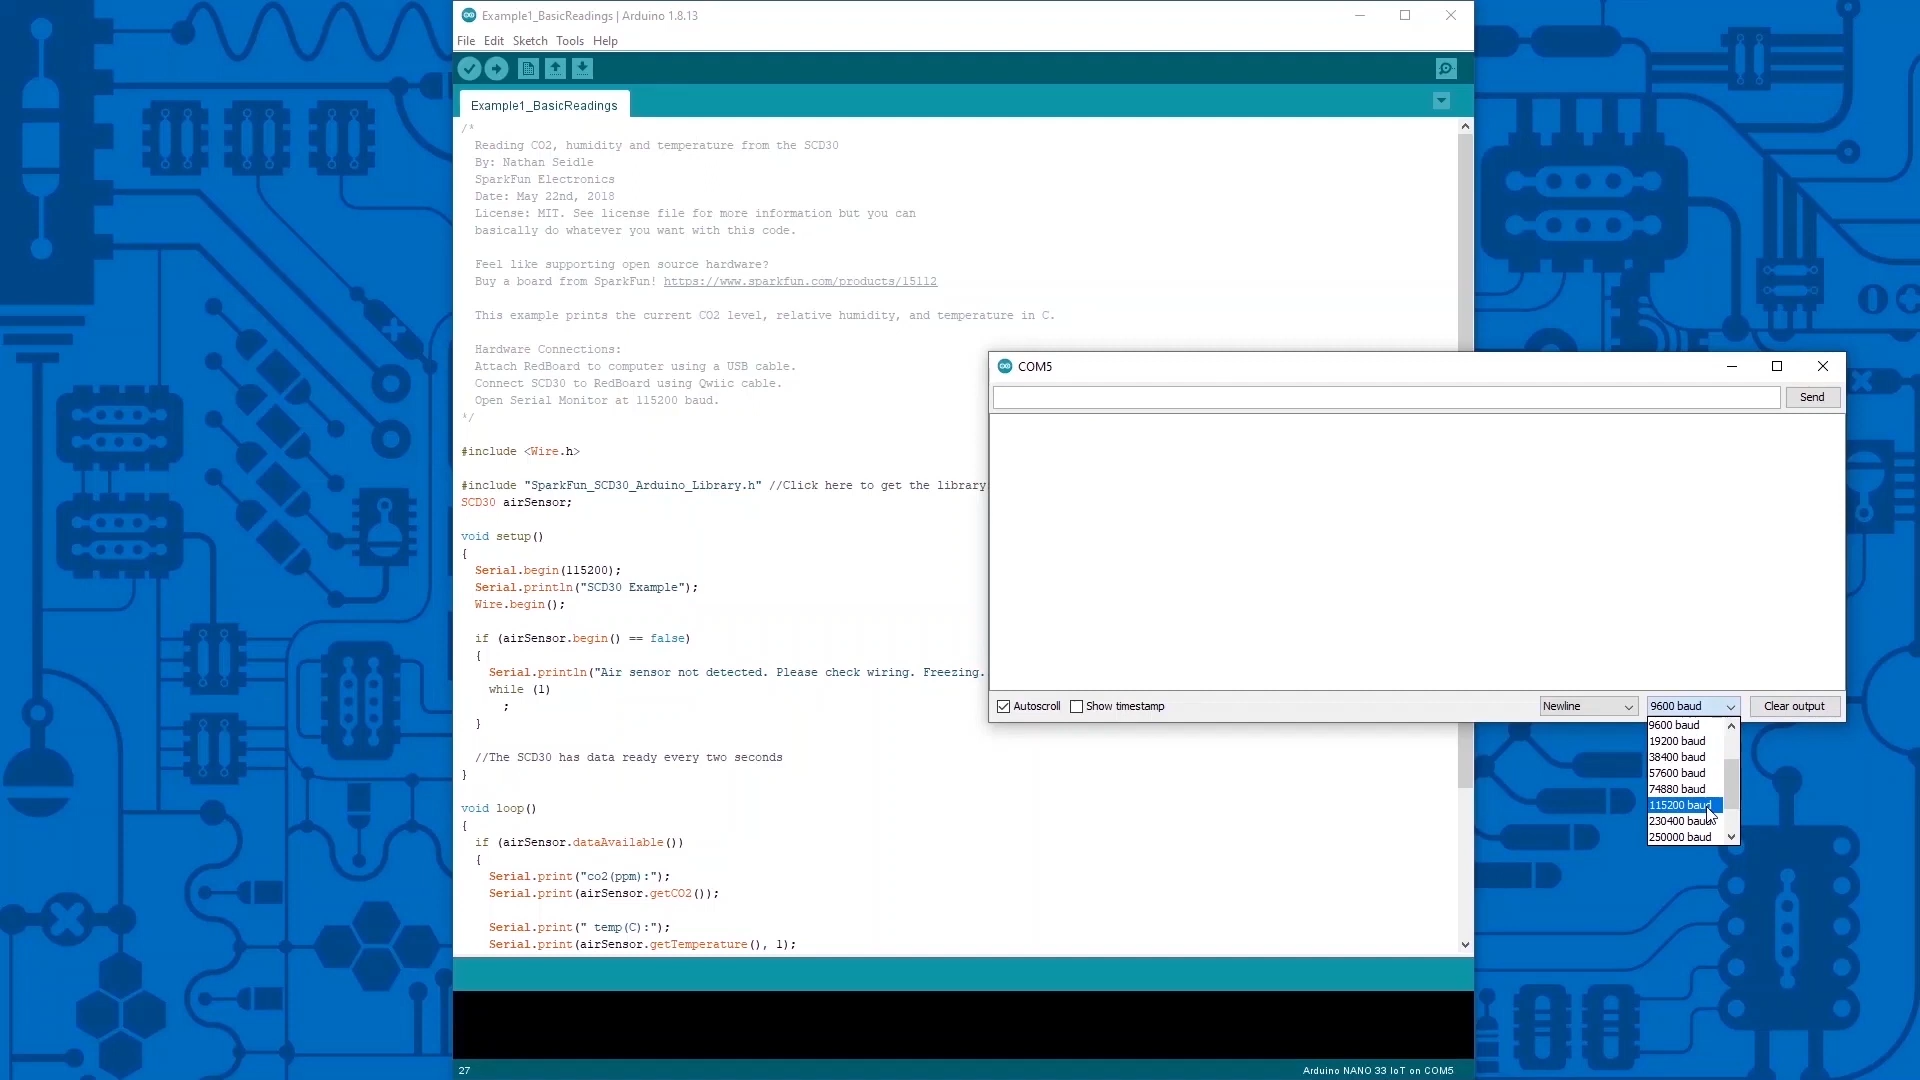 Example1_BasicReadings | Arduino 1.8.13
File Edit Sketch Tools Help
Example1_BasicReadings
/*
Reading CO2, humidity and temperature from the SCD30
By: Nathan Seidle
SparkFun Electronics
Date: May 22nd, 2018
License: MIT. See license file for more information but you can
basically do whatever you want with this code.
Feel like supporting open source hardware?
Buy a board from SparkFun! https://www.sparkfun.com/products/15112
This example prints the current CO2 level, relative humidity, and temperature in C.
Hardware Connections:
Attach RedBoard to computer using a USB cable.
Connect SCD30 to RedBoard using Qwiic cable.
Open Serial Monitor at 115200 baud.
*/
#include <Wire.h>
#include "SparkFun_SCD30_Arduino_Library.h" //Click here to get the library
SCD30 airSensor;
void setup()
{
Serial.begin(115200);
Serial.println("SCD30 Example");
Wire.begin();
if (airSensor.begin() == false)
{
Serial.println("Air sensor not detected. Please check wiring. Freezing.
while (1)
;
}
//The SCD30 has data ready every two seconds
}
void loop()
{
if (airSensor.dataAvailable())
{
Serial.print("co2(ppm):");
Serial.print(airSensor.getCO2());
Serial.print(" temp(C):");
Serial.print(airSensor.getTemperature(), 1);
27
Arduino NANO 33 IoT on COM5
COM5
Send
Autoscroll Show timestamp Newline 9600 baud Clear output
9600 baud
19200 baud
38400 baud
57600 baud
74880 baud
115200 baud
230400 baud
250000 baud